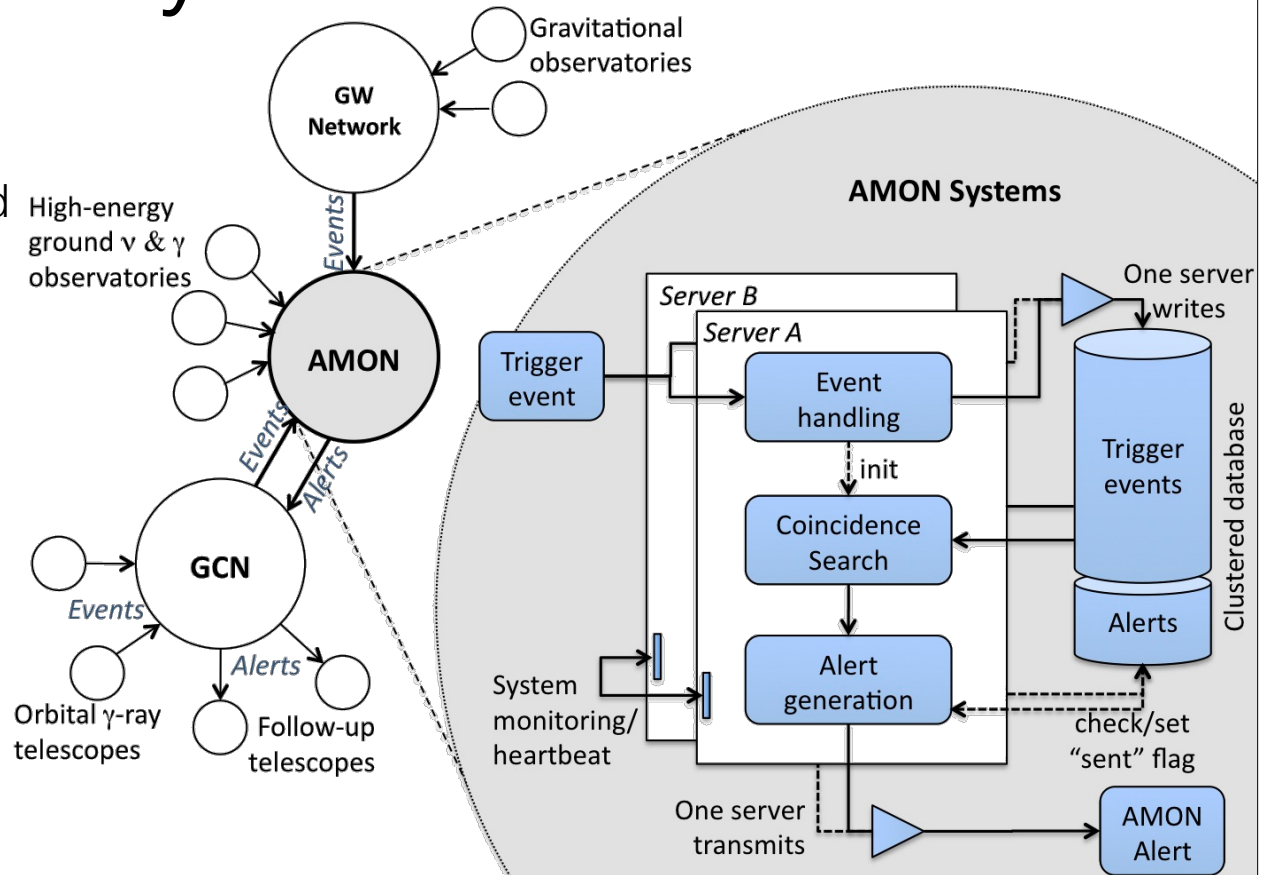 y
Gravitational
observatories
GW
Network
Events
d
High-energy
ground ν & γ
observatories
AMON
Events
Alerts
GCN
Events
Alerts
Orbital γ-ray
telescopes
Follow-up
telescopes
AMON Systems
Server B
Server A
One server
writes
Trigger
event
Event
handling
init
Coincidence
Search
Alert
generation
Trigger
events
Alerts
Clustered database
System
monitoring/
heartbeat
check/set
“sent” flag
One server
transmits
AMON
Alert